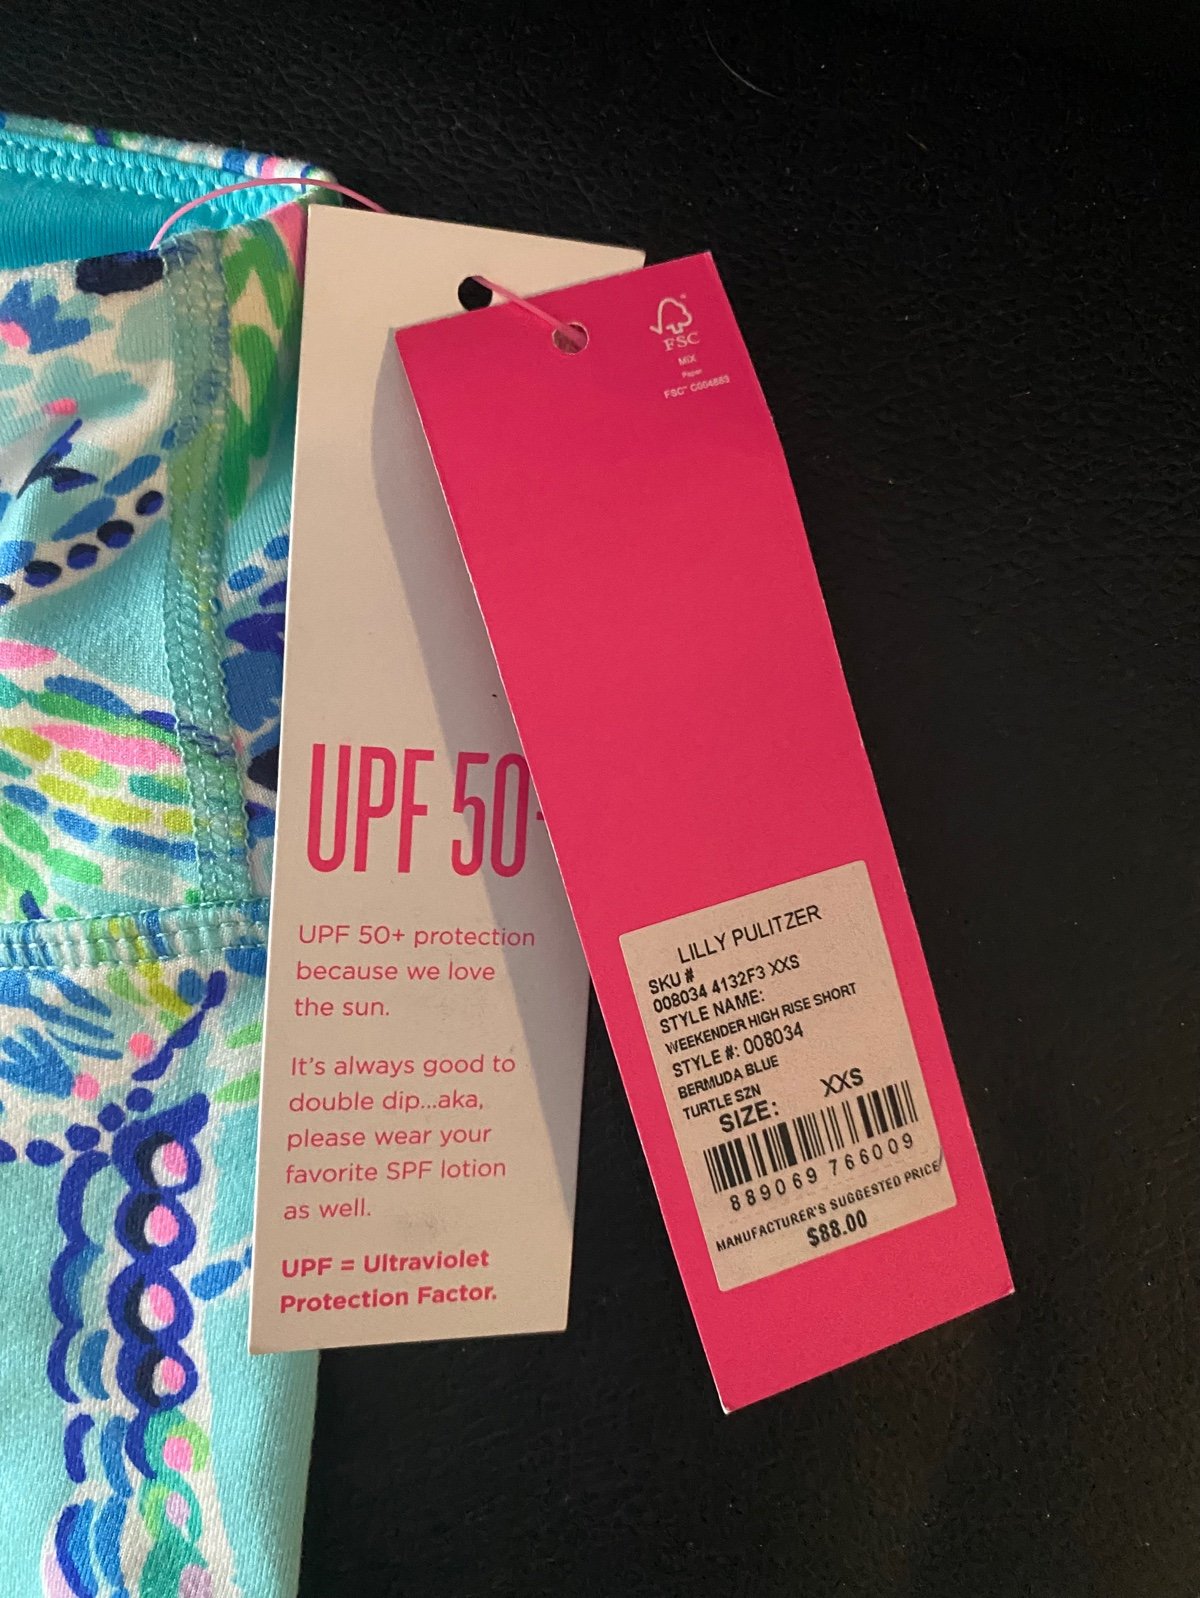 UPF 50+
UPF 50+ protection
because we love
the sun.
It's always good to
double dip...aka,
please wear your
favorite SPF lotion
as well.
UPF = Ultraviolet
Protection Factor.
FSC
MIX
Paper
FSC™ C004883
LILLY PULITZER
SKU #
008034 4132F3 XXS
STYLE NAME:
WEEKENDER HIGH RISE SHORT
STYLE #: 008034
BERMUDA BLUE
TURTLE SZN
SIZE: XXS
889069 766009
MANUFACTURER'S SUGGESTED PRICE
$88.00